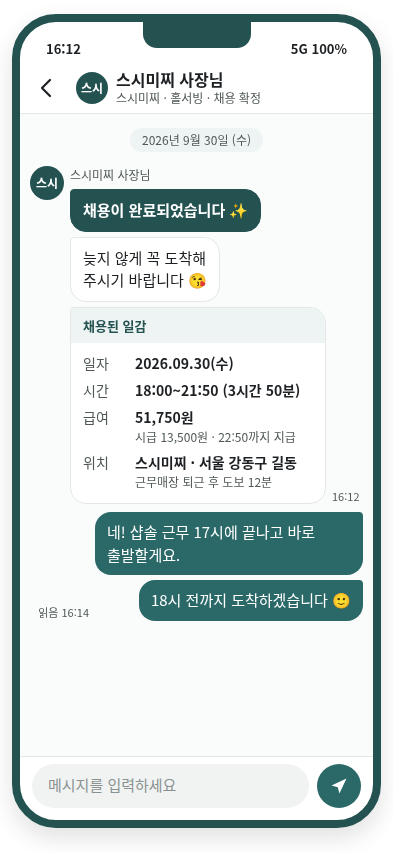 16:12
5G 100%
스시
스시미찌 사장님
스시미찌 · 홀서빙 · 채용 확정
2026년 9월 30일 (수)
스시
스시미찌 사장님
채용이 완료되었습니다 ✨
늦지 않게 꼭 도착해
주시기 바랍니다 😘
채용된 일감
일자 2026.09.30(수)
시간 18:00~21:50 (3시간 50분)
급여 51,750원
시급 13,500원 · 22:50까지 지급
위치 스시미찌 · 서울 강동구 길동
근무매장 퇴근 후 도보 12분
16:12
네! 샵솔 근무 17시에 끝나고 바로
출발할게요.
18시 전까지 도착하겠습니다 🙂
읽음 16:14
메시지를 입력하세요